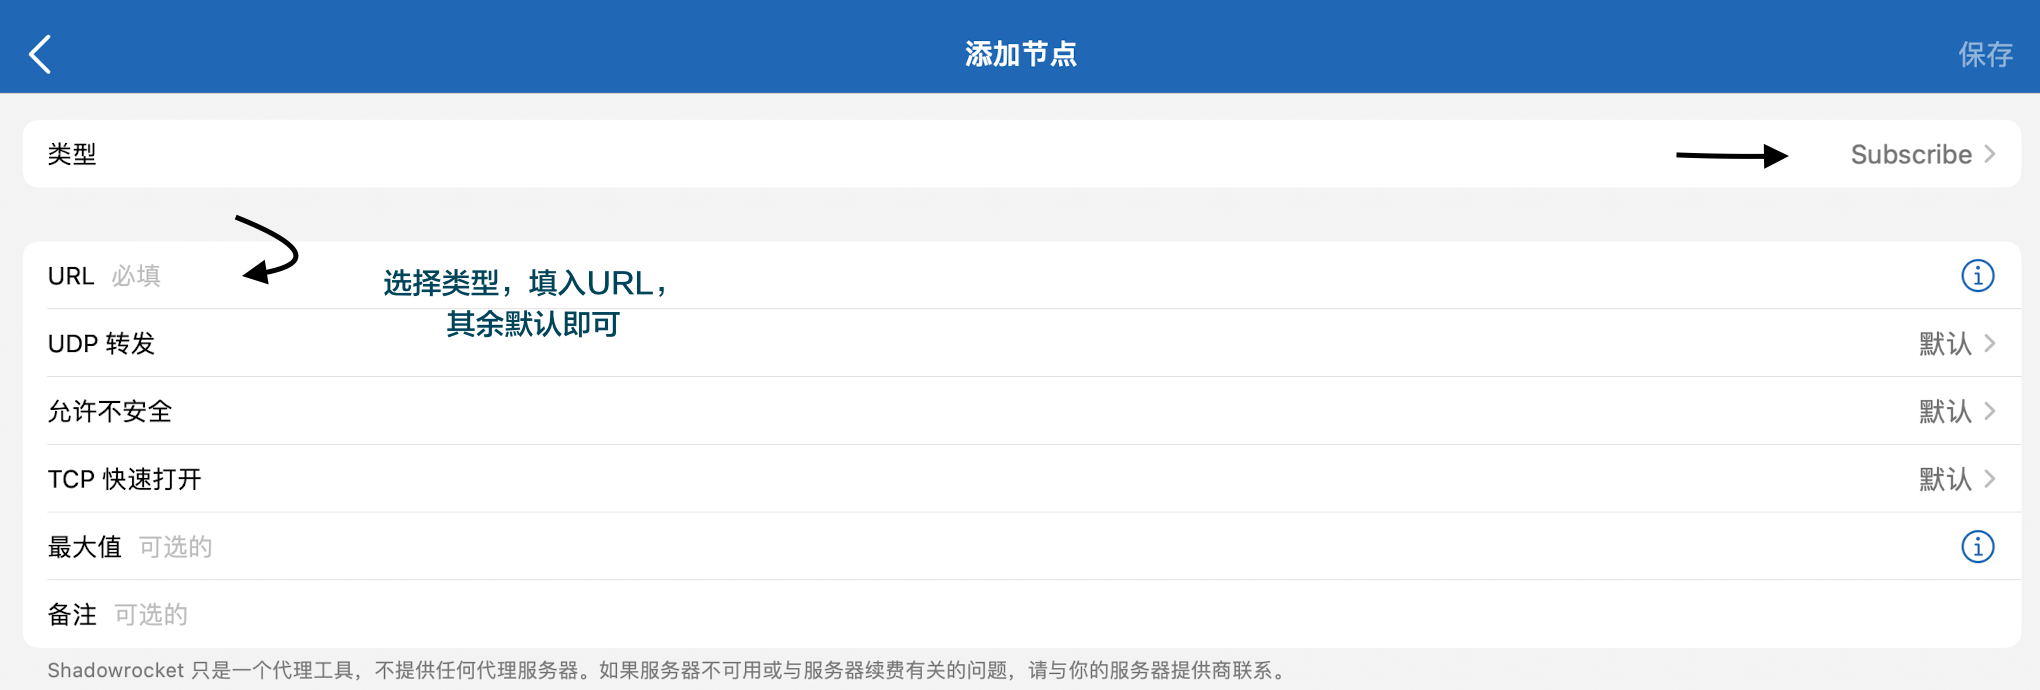 添加节点
保存
类型
Subscribe
URL 必填
选择类型，填入URL，
其余默认即可
UDP 转发
默认
允许不安全
默认
TCP 快速打开
默认
最大值 可选的
备注 可选的
Shadowrocket 只是一个代理工具，不提供任何代理服务器。如果服务器不可用或与服务器续费有关的问题，请与你的服务器提供商联系。